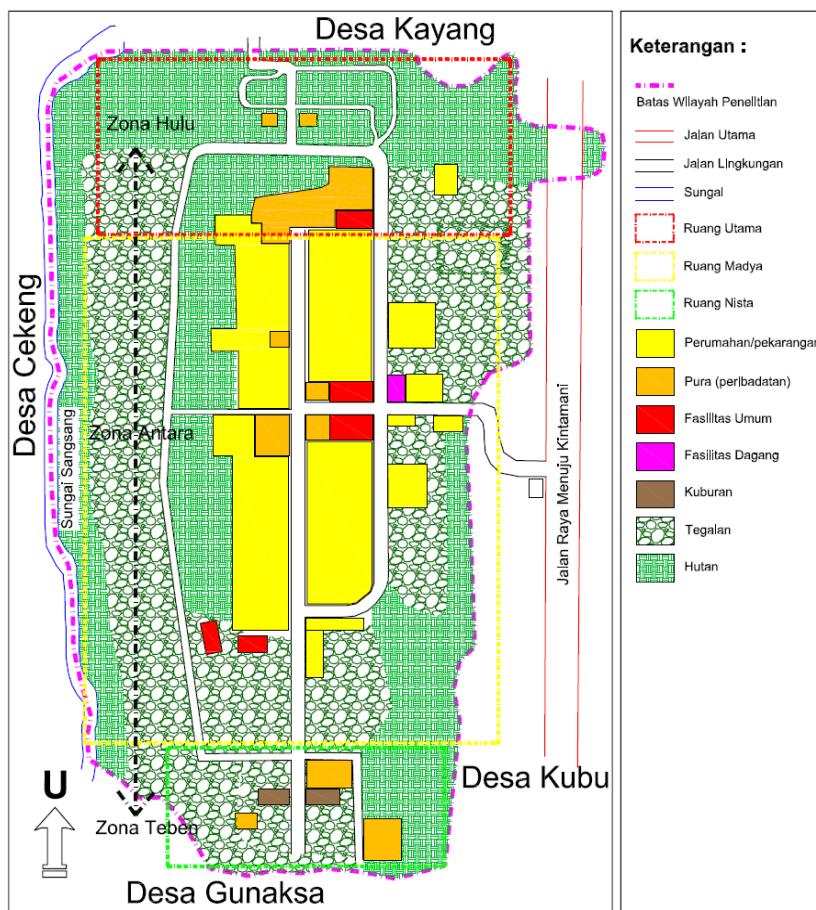 Desa Kayang
Zona Hulu
Desa Cekeng
Sungai Sangsang
Zona Antara
Jalan Raya Menuju Kintamani
Desa Kubu
U
Zona Teben
Desa Gunaksa
Keterangan :
Batas Wilayah Penelitian
Jalan Utama
Jalan Lingkungan
Sungai
Ruang Utama
Ruang Madya
Ruang Nista
Perumahan/pekarangan
Pura (peribadatan)
Fasilitas Umum
Fasilitas Dagang
Kuburan
Tegalan
Hutan